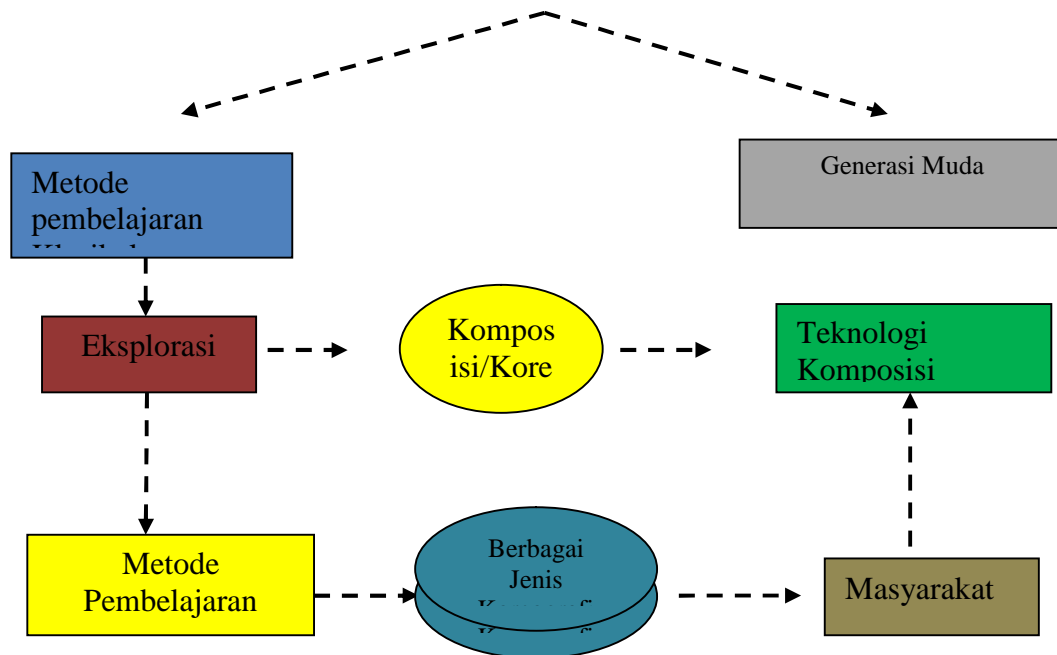 Metode
pembelajaran
Generasi Muda
Eksplorasi
Kompos
isi/Kore
Teknologi
Komposisi
Metode
Pembelajaran
Berbagai
Jenis
Masyarakat